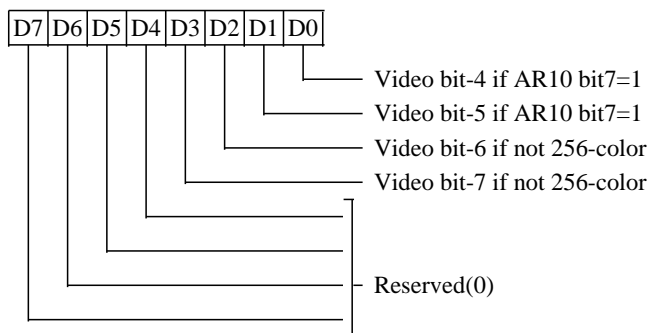 D7 D6 D5 D4 D3 D2 D1 D0
Video bit-4 if AR10 bit7=1
Video bit-5 if AR10 bit7=1
Video bit-6 if not 256-color
Video bit-7 if not 256-color
Reserved(0)